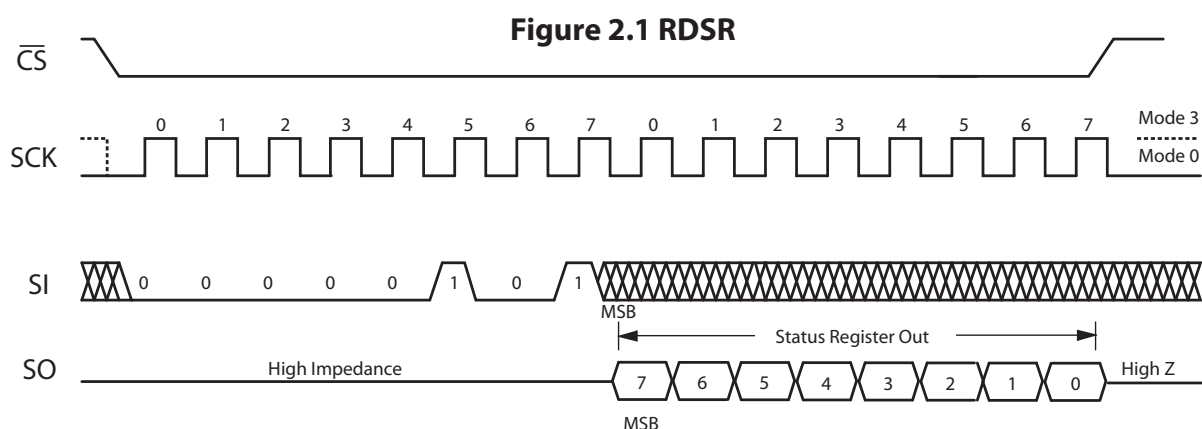 Figure 2.1 RDSR
C̅S̅
0 1 2 3 4 5 6 7 0 1 2 3 4 5 6 7
Mode 3
SCK
Mode 0
SI
0 0 0 0 0 1 0 1
MSB
Status Register Out
SO
High Impedance
7 6 5 4 3 2 1 0
High Z
MSB